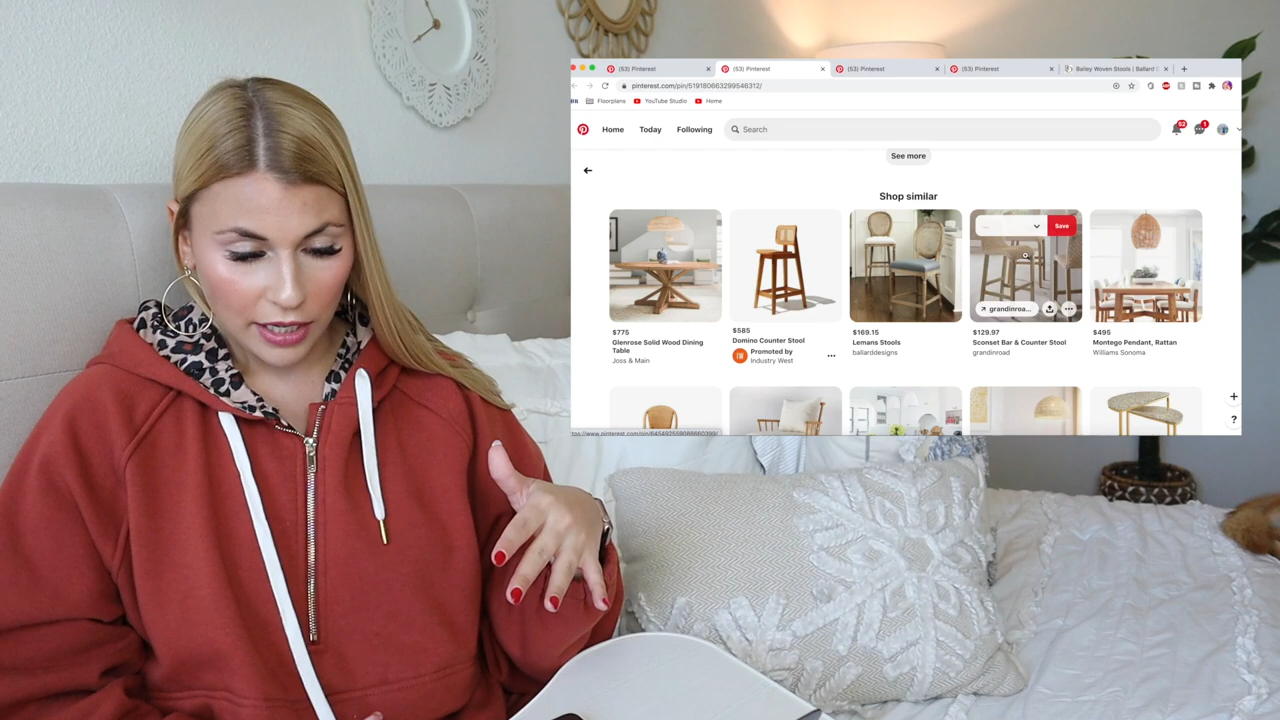 (53) Pinterest
(53) Pinterest
(53) Pinterest
(53) Pinterest
Bailey Woven Stools | Ballard
pinterest.com/pin/519180663299546312/
Floorplans
YouTube Studio
Home
Home
Today
Following
Search
52
1
See more
Shop similar
Save
grandinroa...
$775
Glenrose Solid Wood Dining
Table
Joss & Main
$585
Domino Counter Stool
Promoted by
Industry West
$169.15
Lemans Stools
ballarddesigns
$129.97
Sconset Bar & Counter Stool
grandinroad
$495
Montego Pendant, Rattan
Williams Sonoma
?